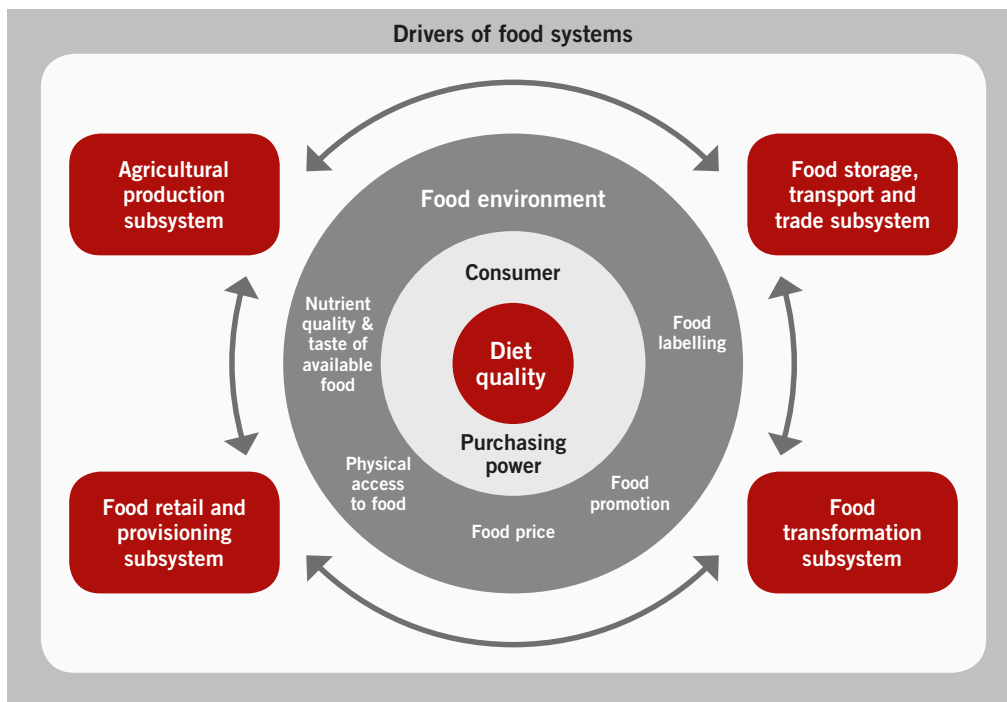 Drivers of food systems
Agricultural
production
subsystem
Food storage,
transport and
trade subsystem
Food environment
Consumer
Nutrient
quality &
taste of
available
food
Food
labelling
Diet
quality
Purchasing
power
Physical
access
to food
Food
promotion
Food price
Food retail and
provisioning
subsystem
Food
transformation
subsystem